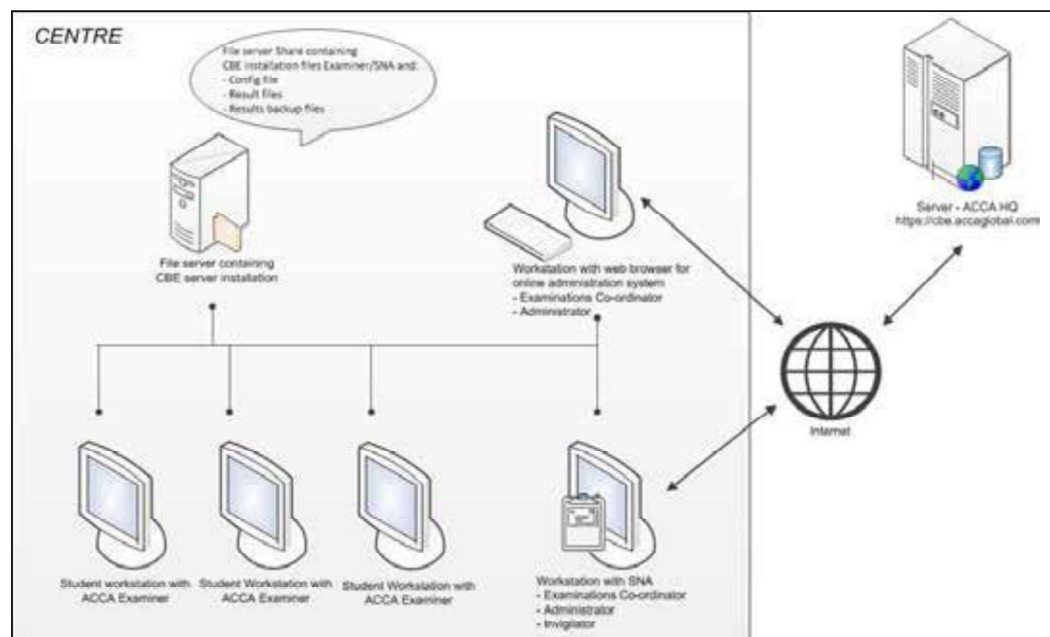 CENTRE
File server Share containing
CBE installation files Examiner/SNA and:
- Config file
- Result files
- Results backup files
File server containing
CBE server installation
Workstation with web browser for
online administration system
- Examinations Co-ordinator
- Administrator
Server - ACCA HQ
https://cbe.accaglobal.com
Internet
Student workstation with
ACCA Examiner
Student Workstation with
ACCA Examiner
Student Workstation with
ACCA Examiner
Workstation with SNA
- Examinations Co-ordinator
- Administrator
- Invigilator